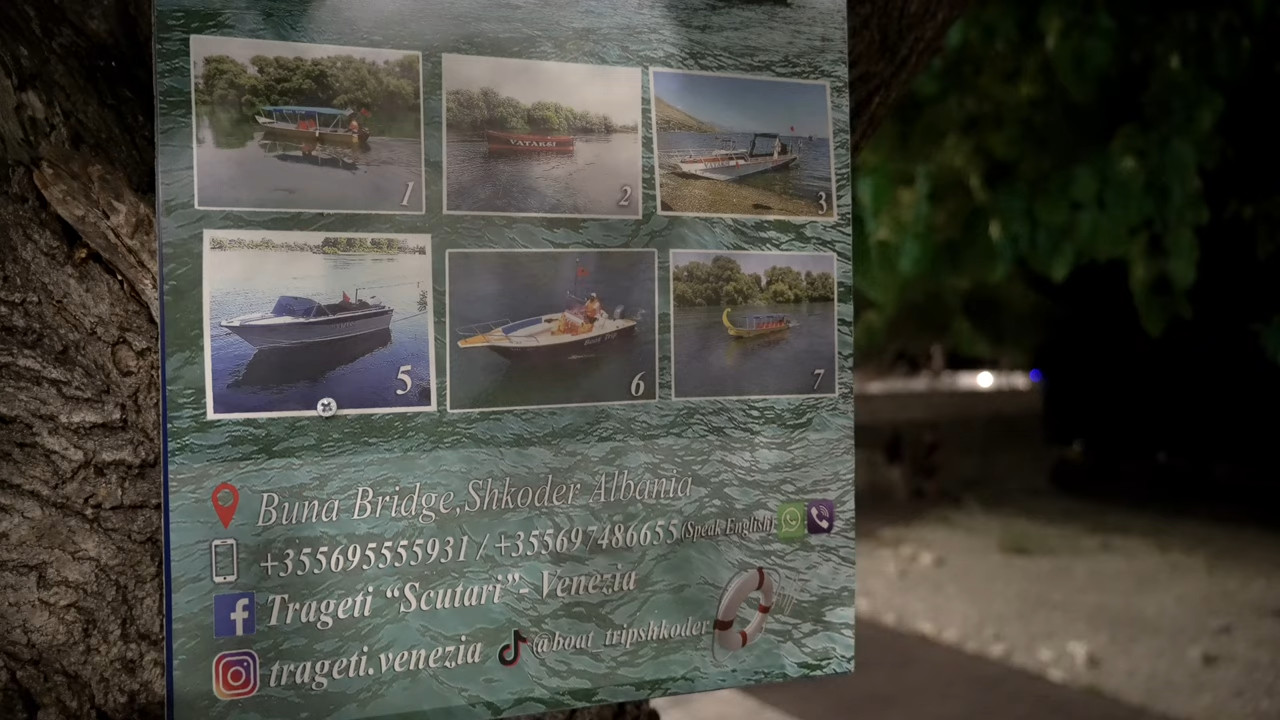 1
VATAKSI
2
3
5
6
7
Buna Bridge,Shkoder Albania
+355695555931 / +355697486655 (Speak English)
Trageti “Scutari”- Venezia
trageti.venezia @boat_tripshkoder